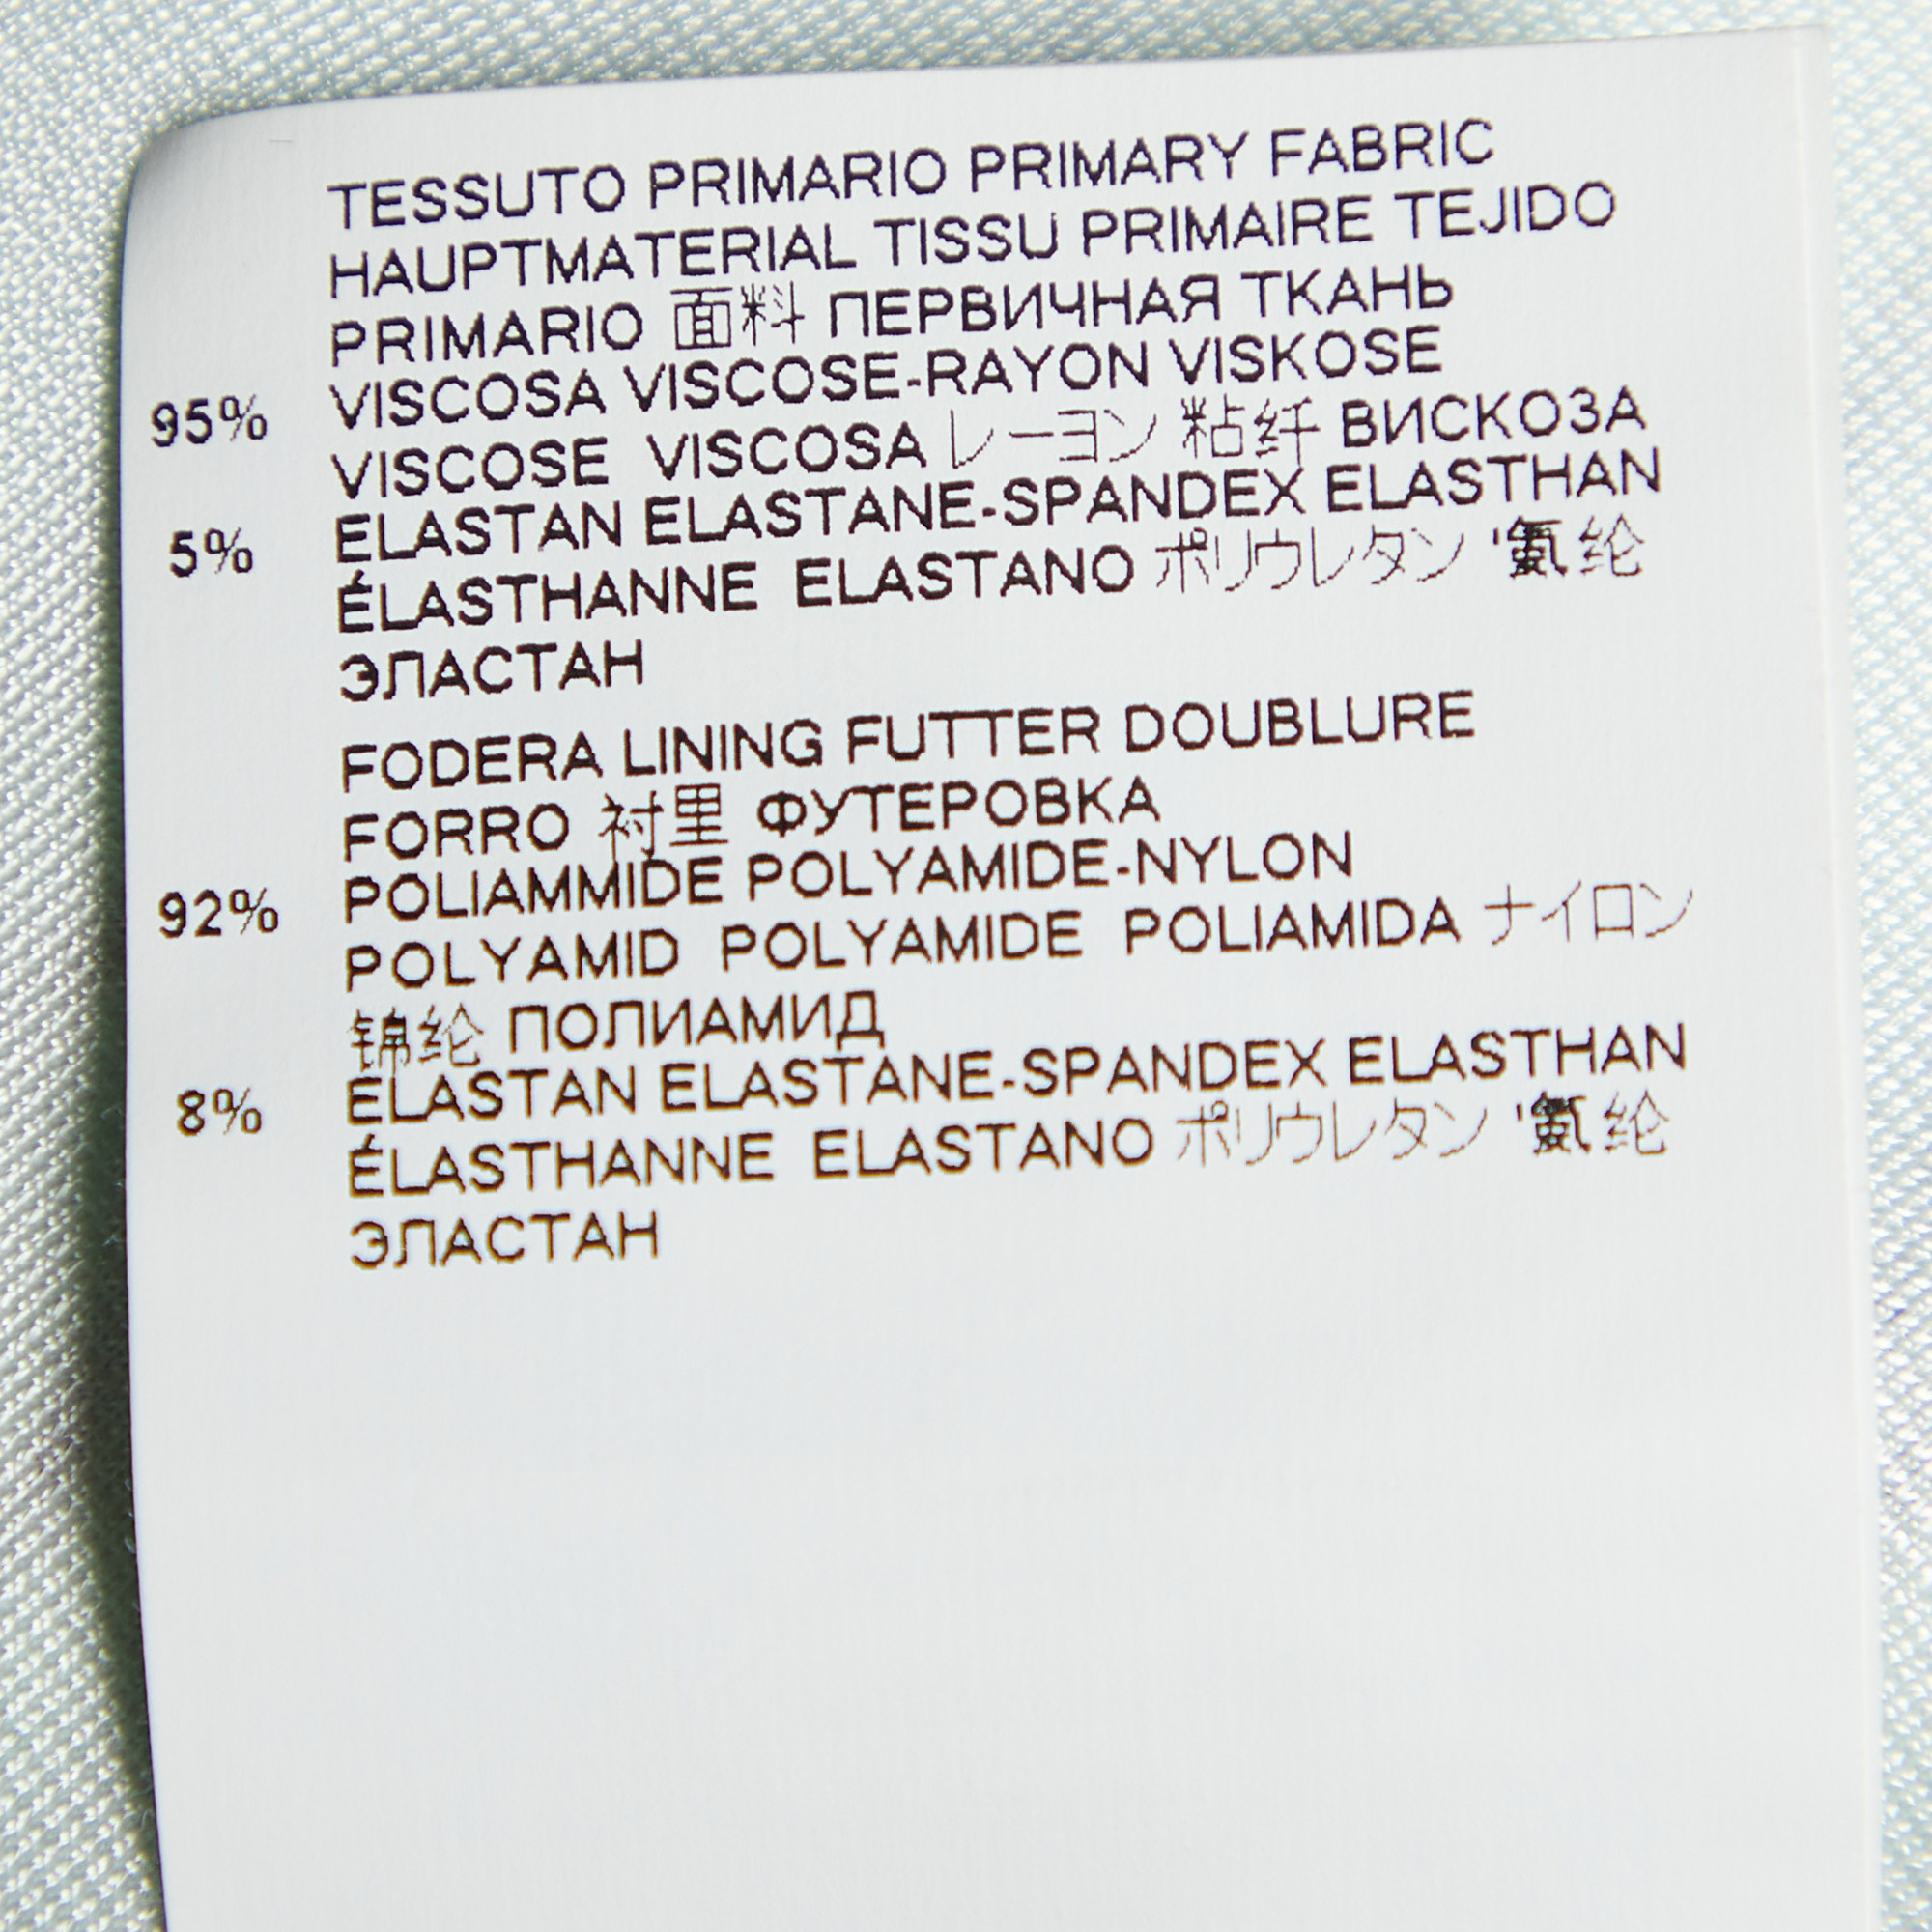 TESSUTO PRIMARIO PRIMARY FABRIC
HAUPTMATERIAL TISSU PRIMAIRE TEJIDO
PRIMARIO 面料 ПЕРВИЧНАЯ ТКАНЬ
95% VISCOSA VISCOSE-RAYON VISKOSE
VISCOSE VISCOSA レーヨン 粘纤 ВИСКОЗА
5% ELASTAN ELASTANE-SPANDEX ELASTHAN
ÉLASTHANNE ELASTANO ポリウレタン '氨纶
ЭЛАСТАН
FODERA LINING FUTTER DOUBLURE
FORRO 衬里 ФУТЕРОВКА
92% POLIAMMIDE POLYAMIDE-NYLON
POLYAMID POLYAMIDE POLIAMIDA ナイロン
锦纶 ПОЛИАМИД
8% ELASTAN ELASTANE-SPANDEX ELASTHAN
ÉLASTHANNE ELASTANO ポリウレタン '氨纶
ЭЛАСТАН